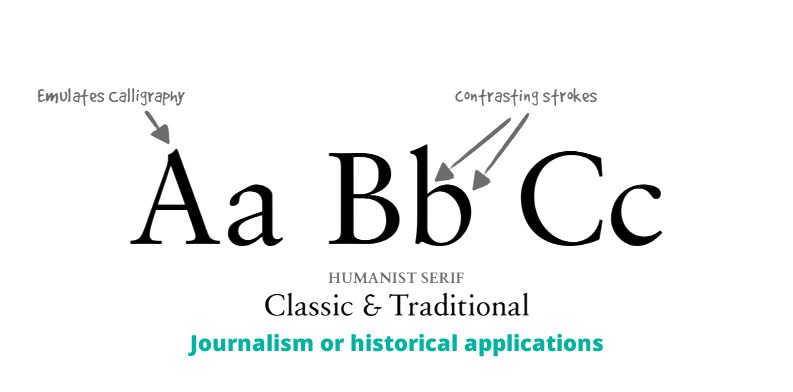 Emulates Calligraphy
Contrasting strokes
Aa Bb Cc
HUMANIST SERIF
Classic & Traditional
Journalism or historical applications